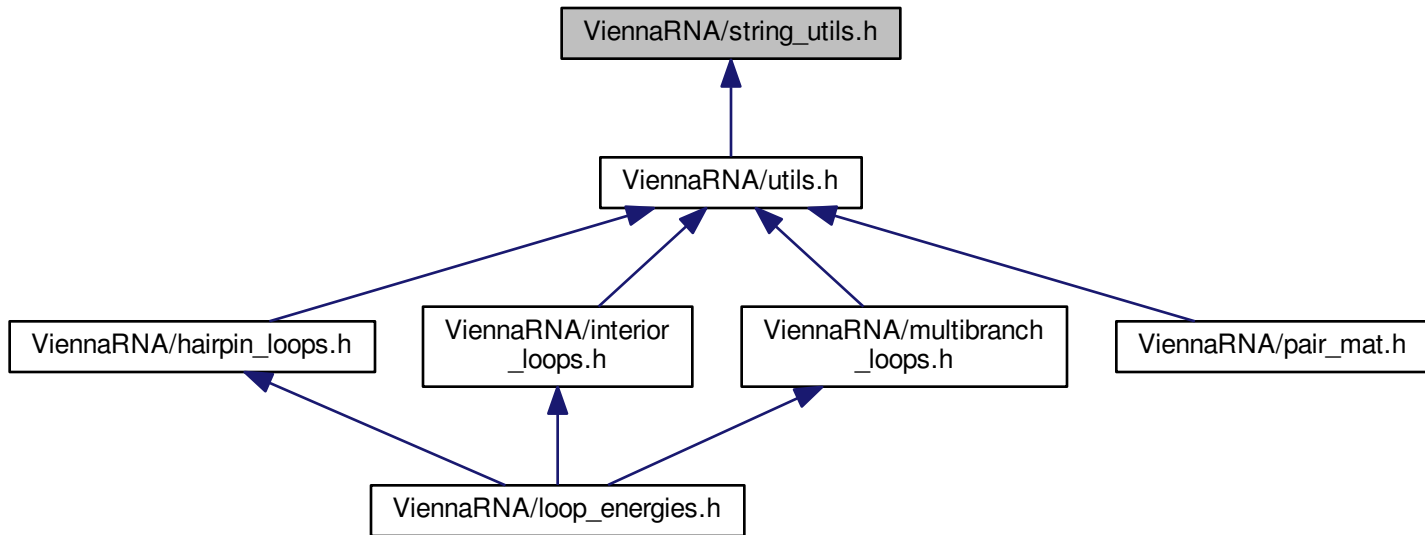 ViennaRNA/string_utils.h
ViennaRNA/utils.h
ViennaRNA/hairpin_loops.h
ViennaRNA/interior
_loops.h
ViennaRNA/multibranch
_loops.h
ViennaRNA/pair_mat.h
ViennaRNA/loop_energies.h